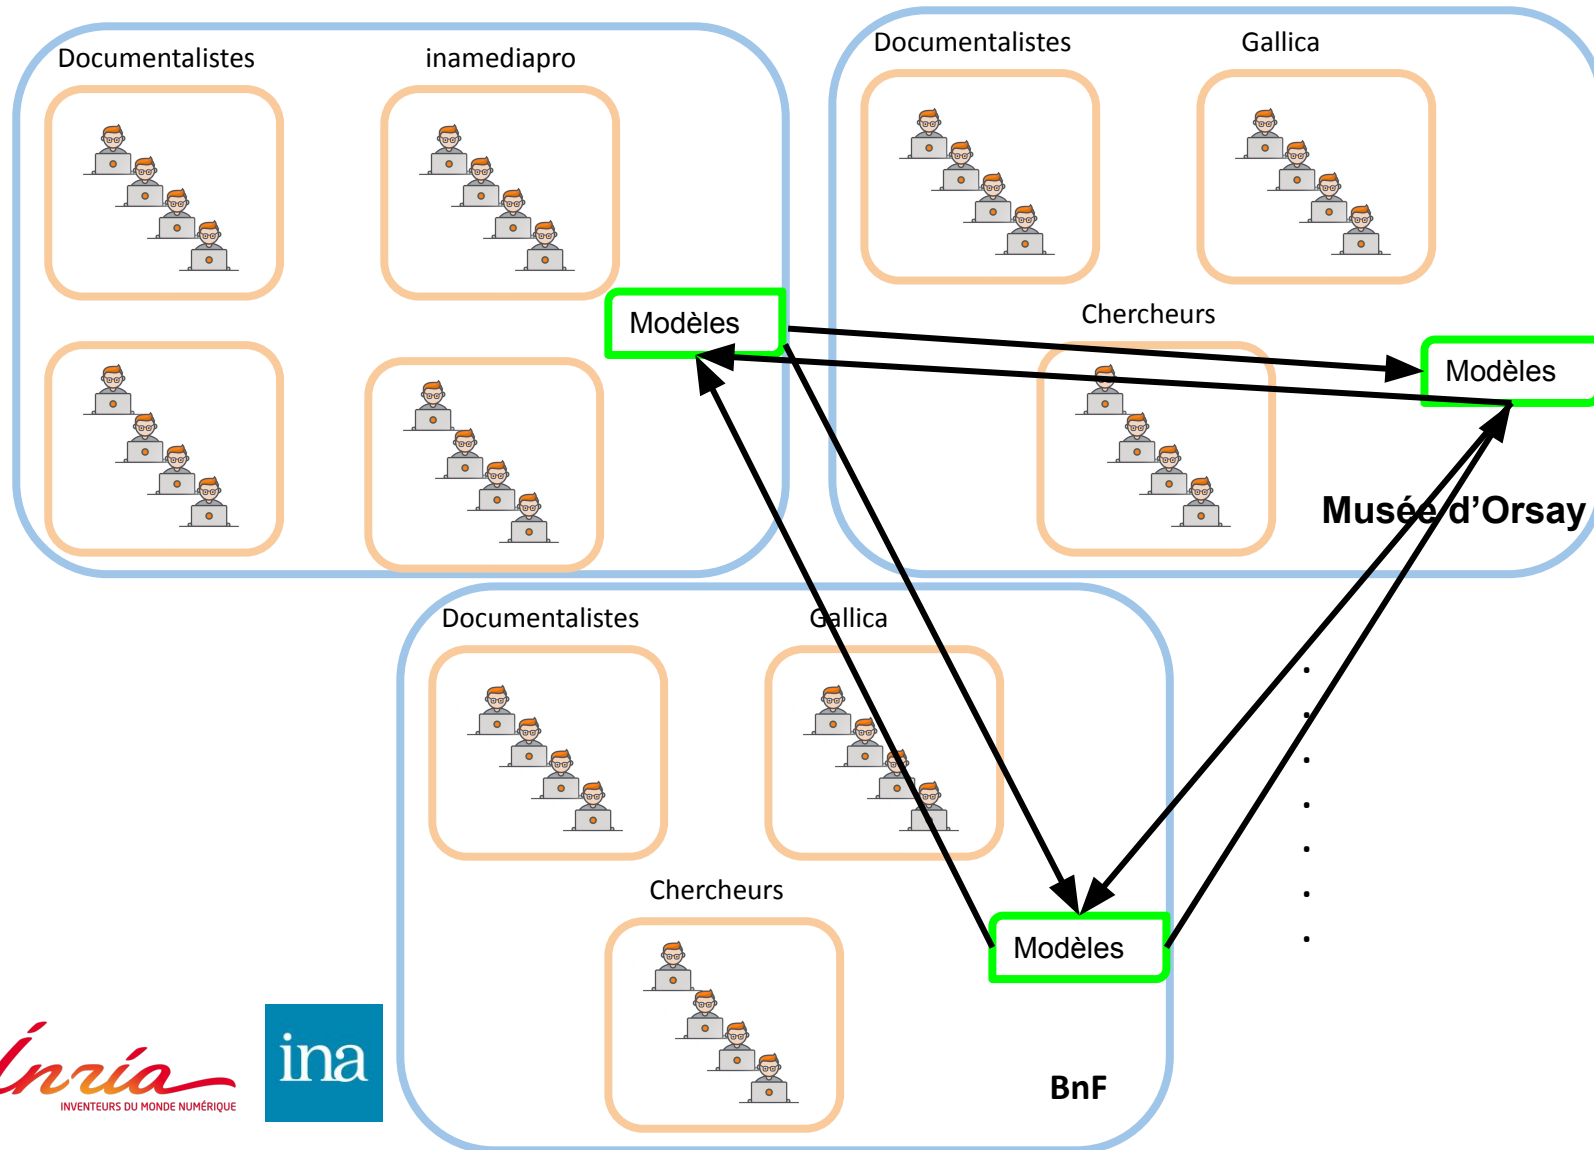 Documentalistes
inamediapro
Modèles
Documentalistes
Gallica
Chercheurs
Modèles
Musée d’Orsay
Documentalistes
Gallica
Chercheurs
Modèles
BnF
.
.
.
.
.
.
.
Inría
INVENTEURS DU MONDE NUMÉRIQUE
ina